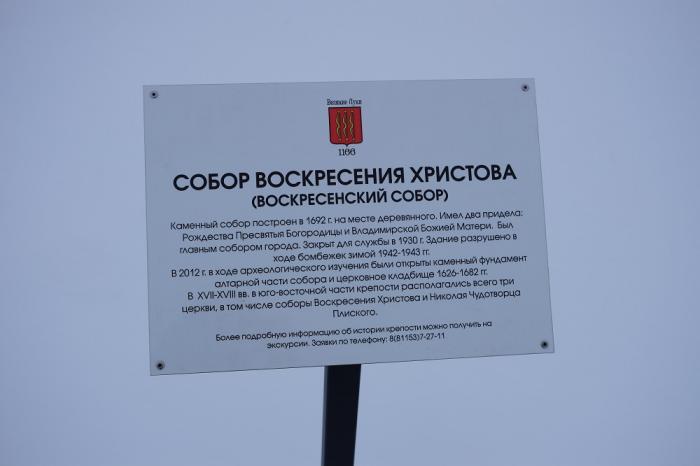 Великие Луки
1166
СОБОР ВОСКРЕСЕНИЯ ХРИСТОВА
(ВОСКРЕСЕНСКИЙ СОБОР)
Каменный собор построен в 1692 г. на месте деревянного. Имел два придела:
Рождества Пресвятыя Богородицы и Владимирской Божией Матери. Был
главным собором города. Закрыт для службы в 1930 г. Здание разрушено в
ходе бомбежек зимой 1942-1943 гг.
В 2012 г. в ходе археологического изучения были открыты каменный фундамент
алтарной части собора и церковное кладбище 1626-1682 гг.
В XVII-XVIII вв. в юго-восточной части крепости располагались всего три
церкви, в том числе соборы Воскресения Христова и Николая Чудотворца
Плиского.
Более подробную информацию об истории крепости можно получить на
экскурсии. Заявки по телефону: 8(81153)7-27-11